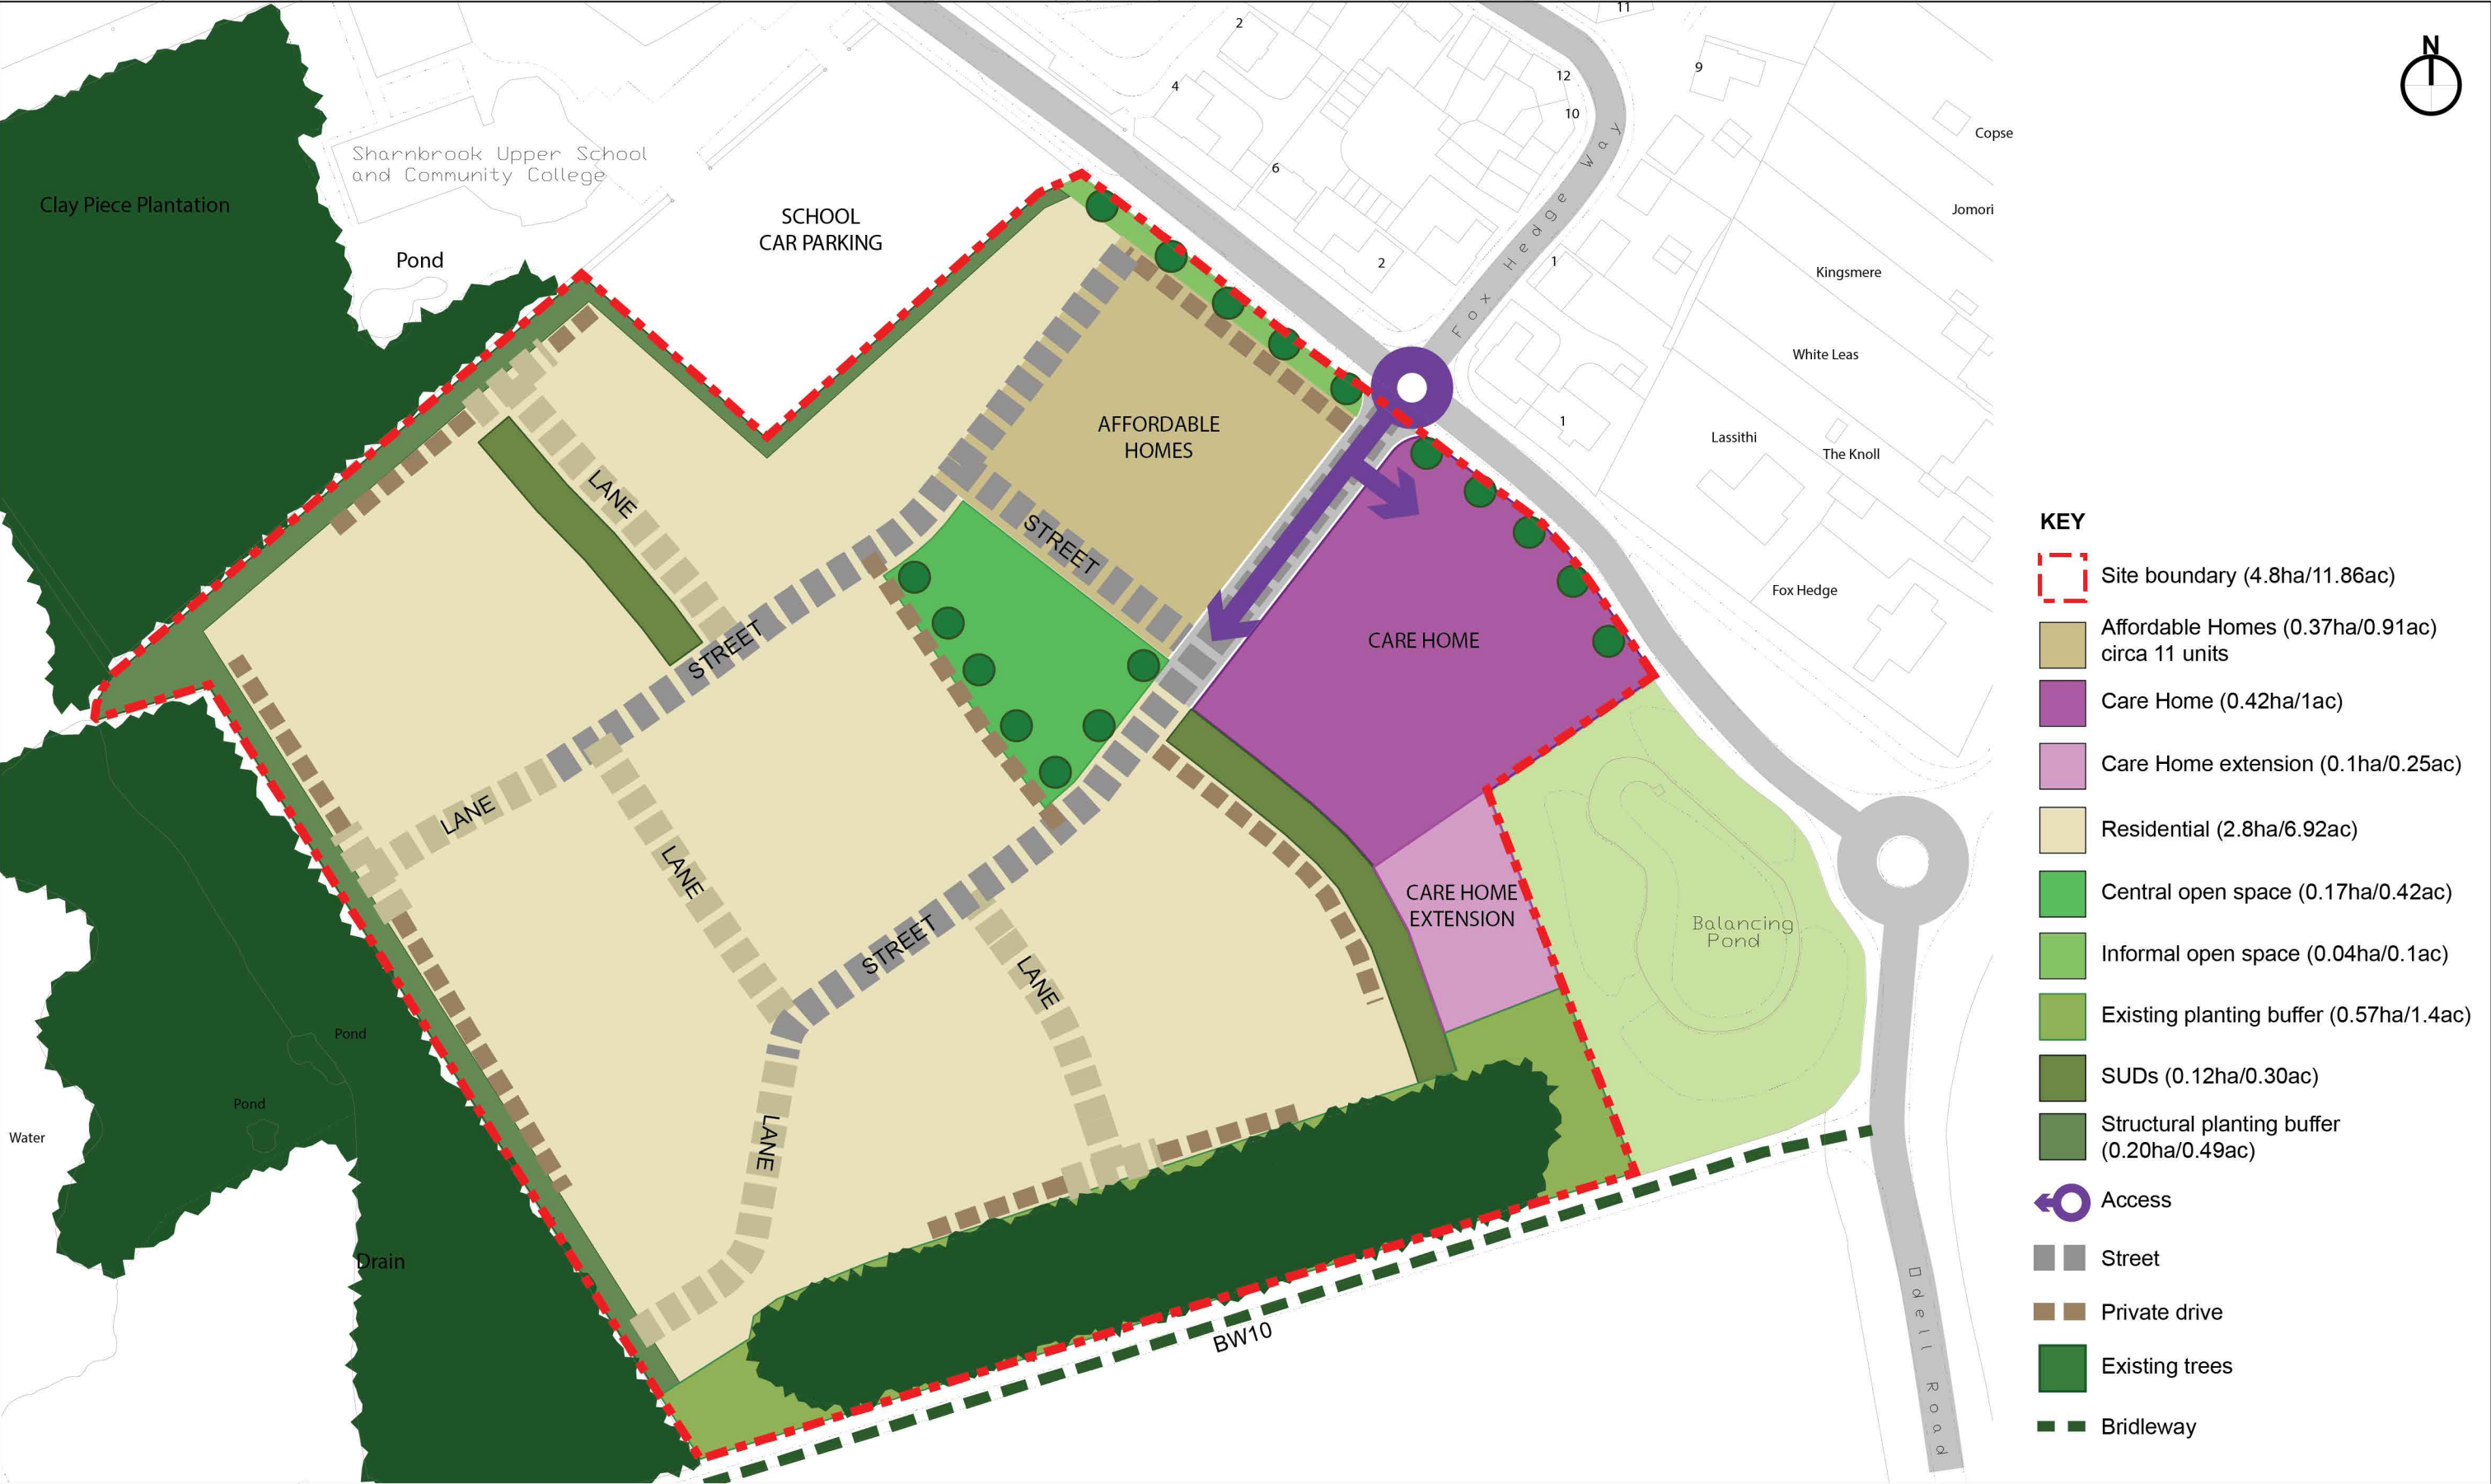 11
2
N
9
12
4
10
Copse
Sharnbrook Upper School
and Community College
6
Fox Hedge Way
Clay Piece Plantation
Jomori
SCHOOL
CAR PARKING
Pond
2
1
Kingsmere
White Leas
AFFORDABLE
HOMES
1
Lassithi
The Knoll
LANE
STREET
KEY
Site boundary (4.8ha/11.86ac)
Fox Hedge
Affordable Homes (0.37ha/0.91ac)
circa 11 units
CARE HOME
STREET
Care Home (0.42ha/1ac)
Care Home extension (0.1ha/0.25ac)
LANE
Residential (2.8ha/6.92ac)
LANE
CARE HOME
EXTENSION
Central open space (0.17ha/0.42ac)
STREET
Balancing
Pond
Informal open space (0.04ha/0.1ac)
LANE
Existing planting buffer (0.57ha/1.4ac)
Pond
SUDs (0.12ha/0.30ac)
Pond
Water
LANE
Structural planting buffer
(0.20ha/0.49ac)
Access
Drain
Street
Private drive
BW10
Odell Road
Existing trees
Bridleway